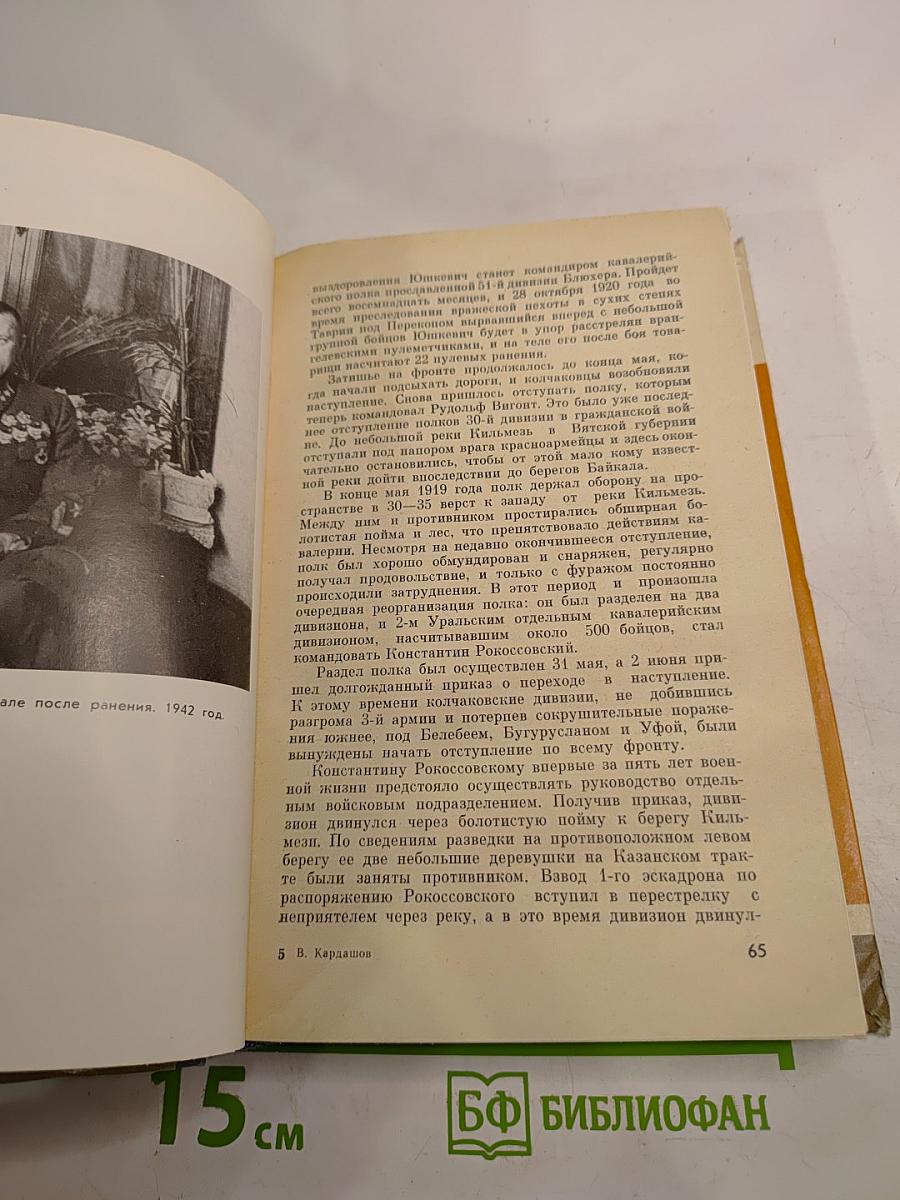 але после ранения. 1942 год.
выздоровления Юшкевич станет командиром кавалерий-
ского полка прославленной 51-й дивизии Блюхера. Пройдет
всего восемнадцать месяцев, и 28 октября 1920 года во
время преследования вражеской пехоты в сухих степях
Таврии под Перекопом вырвавшийся вперед с небольшой
группной бойцов Юшкевич будет в упор расстрелян вран-
гелевскими пулеметчиками, и на теле его после боя това-
рищи насчитают 22 пулевых ранения.
Затишье на фронте продолжалось до конца мая, ко-
гда начали подсыхать дороги, и колчаковцы возобновили
наступление. Снова пришлось отступать полку, которым
теперь командовал Рудольф Вигонт. Это было уже послед-
нее отступление полков 30-й дивизии в гражданской вой-
не. До небольшой реки Кильмезь в Вятской губернии
отступали под напором врага красноармейцы и здесь окон-
чательно остановились, чтобы от этой мало кому извест-
ной реки дойти впоследствии до берегов Байкала.
В конце мая 1919 года полк держал оборону на про-
странстве в 30—35 верст к западу от реки Кильмезь.
Между ним и противником простирались обширная бо-
лотистая пойма и лес, что препятствовало действиям ка-
валерии. Несмотря на недавно окончившееся отступление,
полк был хорошо обмундирован и снаряжен, регулярно
получал продовольствие, и только с фуражом постоянно
происходили затруднения. В этот период и произошла
очередная реорганизация полка: он был разделен на два
дивизиона, и 2-м Уральским отдельным кавалерийским
дивизионом, насчитывавшим около 500 бойцов, стал
командовать Константин Рокоссовский.
Раздел полка был осуществлен 31 мая, а 2 июня при-
шел долгожданный приказ о переходе в наступление.
К этому времени колчаковские дивизии, не добившись
разгрома 3-й армии и потерпев сокрушительные пораже-
ния южнее, под Белебеем, Бугурусланом и Уфой, были
вынуждены начать отступление по всему фронту.
Константину Рокоссовскому впервые за пять лет воен-
ной жизни предстояло осуществлять руководство отдель-
ным войсковым подразделением. Получив приказ, диви-
зион двинулся через болотистую пойму к берегу Киль-
мези. По сведениям разведки на противоположном левом
берегу ее две небольшие деревушки на Казанском трак-
те были заняты противником. Взвод 1-го эскадрона по
распоряжению Рокоссовского вступил в перестрелку с
неприятелем через реку, а в это время дивизион двинул-
5 В. Кардашов 65
15 см
БФ БИБЛИОФАН